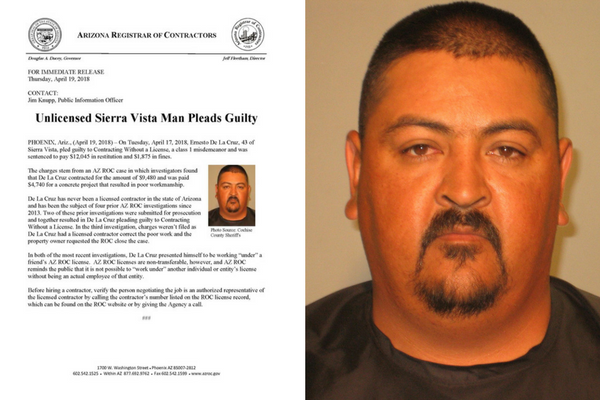 ARIZONA REGISTRAR OF CONTRACTORS
Douglas A. Ducey, Governor
Jeff Fleetham, Director
FOR IMMEDIATE RELEASE
Thursday, April 19, 2018
CONTACT:
Jim Knupp, Public Information Officer
Unlicensed Sierra Vista Man Pleads Guilty
PHOENIX, Ariz., (April 19, 2018) – On Tuesday, April 17, 2018, Ernesto De La Cruz, 43 of
Sierra Vista, pled guilty to Contracting Without a License, a class 1 misdemeanor and was
sentenced to pay $12,045 in restitution and $1,875 in fines.
The charges stem from an AZ ROC case in which investigators found
that De La Cruz contracted for the amount of $9,480 and was paid
$4,740 for a concrete project that resulted in poor workmanship.
De La Cruz has never been a licensed contractor in the state of Arizona
and has been the subject of four prior AZ ROC investigations since
2013. Two of these prior investigations were submitted for prosecution
and together resulted in De La Cruz pleading guilty to Contracting
Without a License. In the third investigation, charges weren't filed as
De La Cruz had a licensed contractor correct the poor work and the
property owner requested the ROC close the case.
Photo Source: Cochise
County Sheriff's
In both of the most recent investigations, De La Cruz presented himself to be working "under" a
friend's AZ ROC license. AZ ROC licenses are non-transferable, however, and AZ ROC
reminds the public that it is not possible to "work under" another individual or entity's license
without being an actual employee of that entity.
Before hiring a contractor, verify the person negotiating the job is an authorized representative of
the licensed contractor by calling the contractor's number listed on the ROC license record,
which can be found on the ROC website or by giving the Agency a call.
###
1700 W. Washington Street • Phoenix AZ 85007-2812
602.542.1525 • Within AZ 877.692.9762 • Fax 602.542.1599 • www.azroc.gov